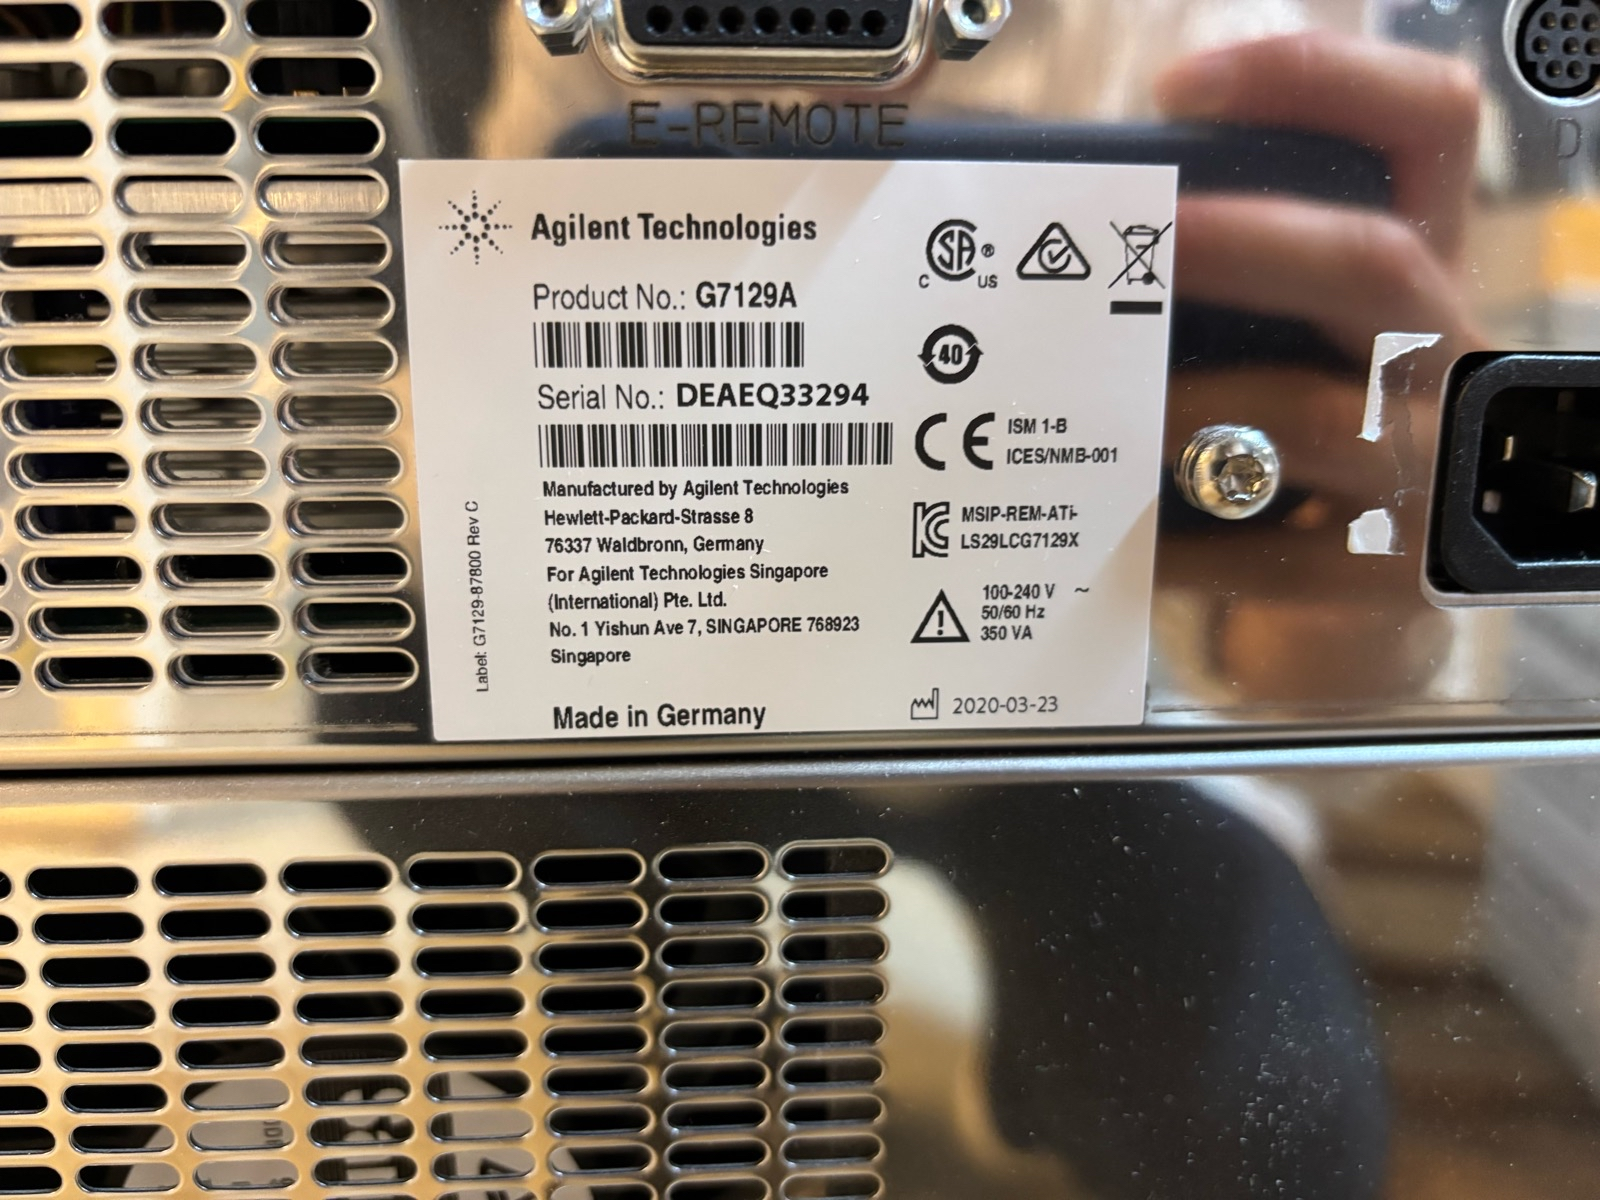 E-REMOTE
D
Agilent Technologies
Product No.: G7129A
Serial No.: DEAEQ33294
Manufactured by Agilent Technologies
Hewlett-Packard-Strasse 8
76337 Waldbronn, Germany
For Agilent Technologies Singapore
(International) Pte. Ltd.
No. 1 Yishun Ave 7, SINGAPORE 768923
Singapore
Made in Germany
Label: G7129-87800 Rev C
C SA ® US
40
CE ISM 1-B
ICES/NMB-001
MSIP-REM-ATi-
LS29LCG7129X
100-240 V ~
50/60 Hz
350 VA
2020-03-23